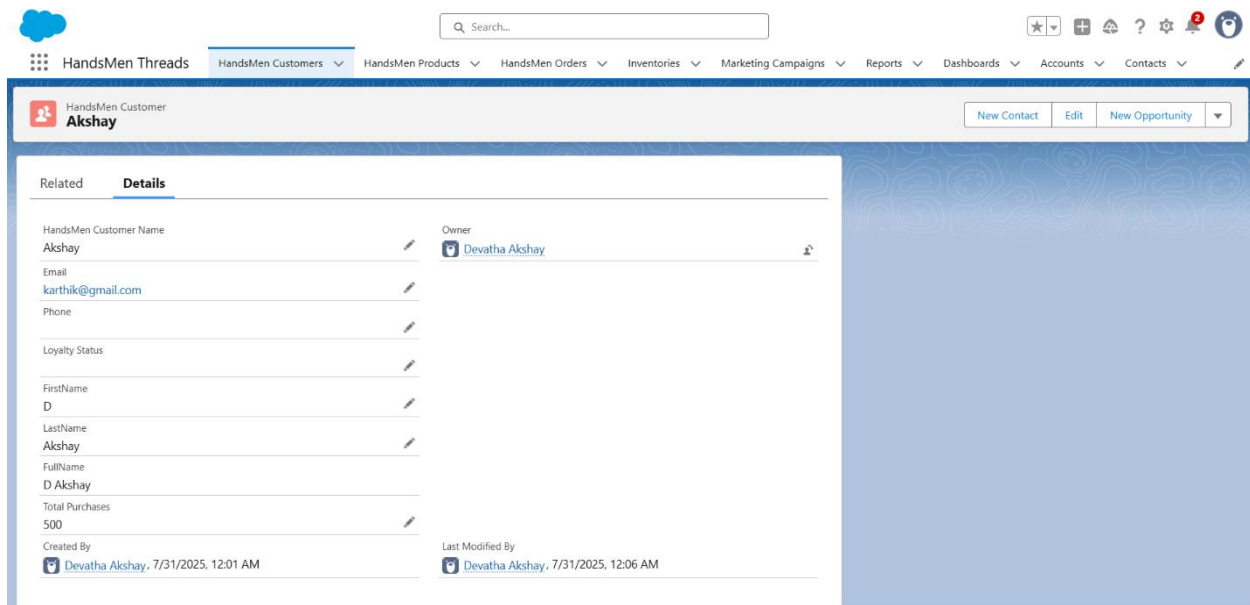 Search...
2
HandsMen Threads HandsMen Customers HandsMen Products HandsMen Orders Inventories Marketing Campaigns Reports Dashboards Accounts Contacts
HandsMen Customer
Akshay
New Contact Edit New Opportunity
Related Details
HandsMen Customer Name
Akshay
Owner
Devatha Akshay
Email
karthik@gmail.com
Phone
Loyalty Status
FirstName
D
LastName
Akshay
FullName
D Akshay
Total Purchases
500
Created By
Devatha Akshay, 7/31/2025, 12:01 AM
Last Modified By
Devatha Akshay, 7/31/2025, 12:06 AM